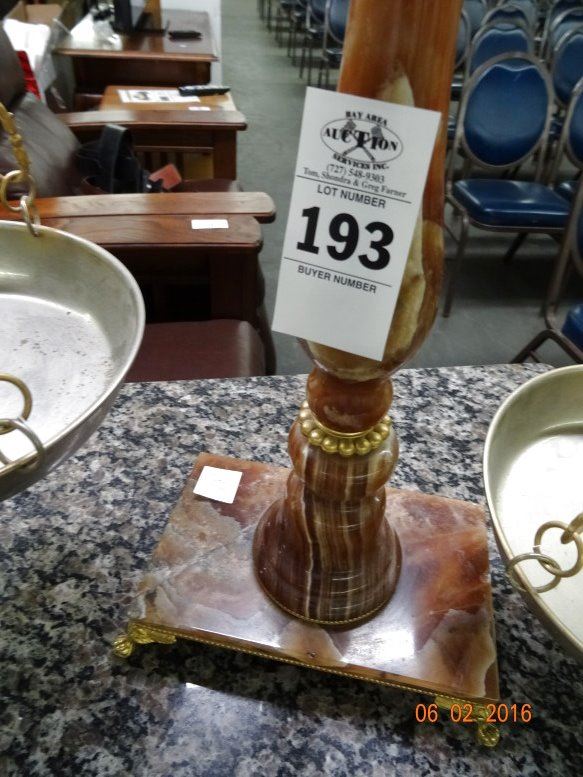 BAY AREA
AUCTION
SERVICES INC.
(727) 548-9303
Tom, Shondra & Greg Farner
LOT NUMBER
193
BUYER NUMBER
06 02 2016